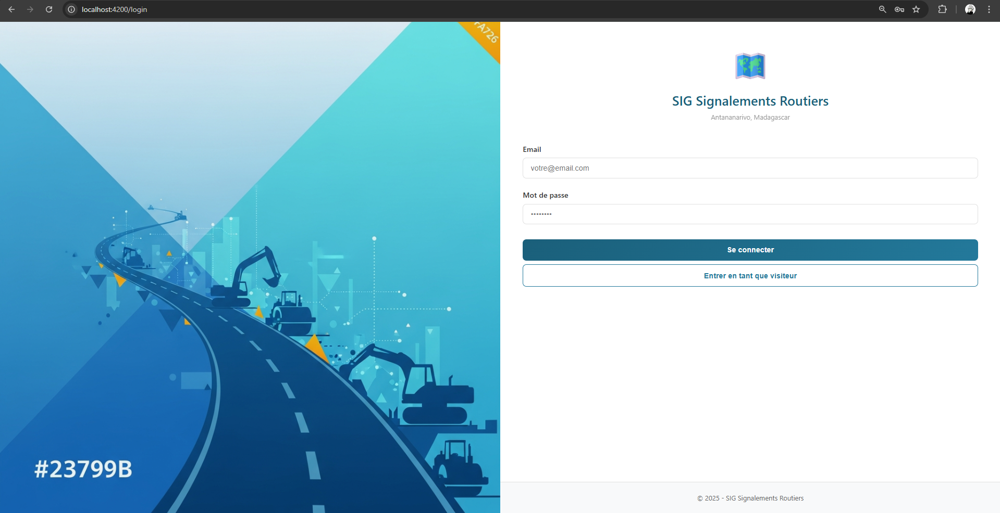 localhost:4200/login
A726
#23799B
SIG Signalements Routiers
Antananarivo, Madagascar
Email
votre@email.com
Mot de passe
••••••••
Se connecter
Entrer en tant que visiteur
© 2025 - SIG Signalements Routiers